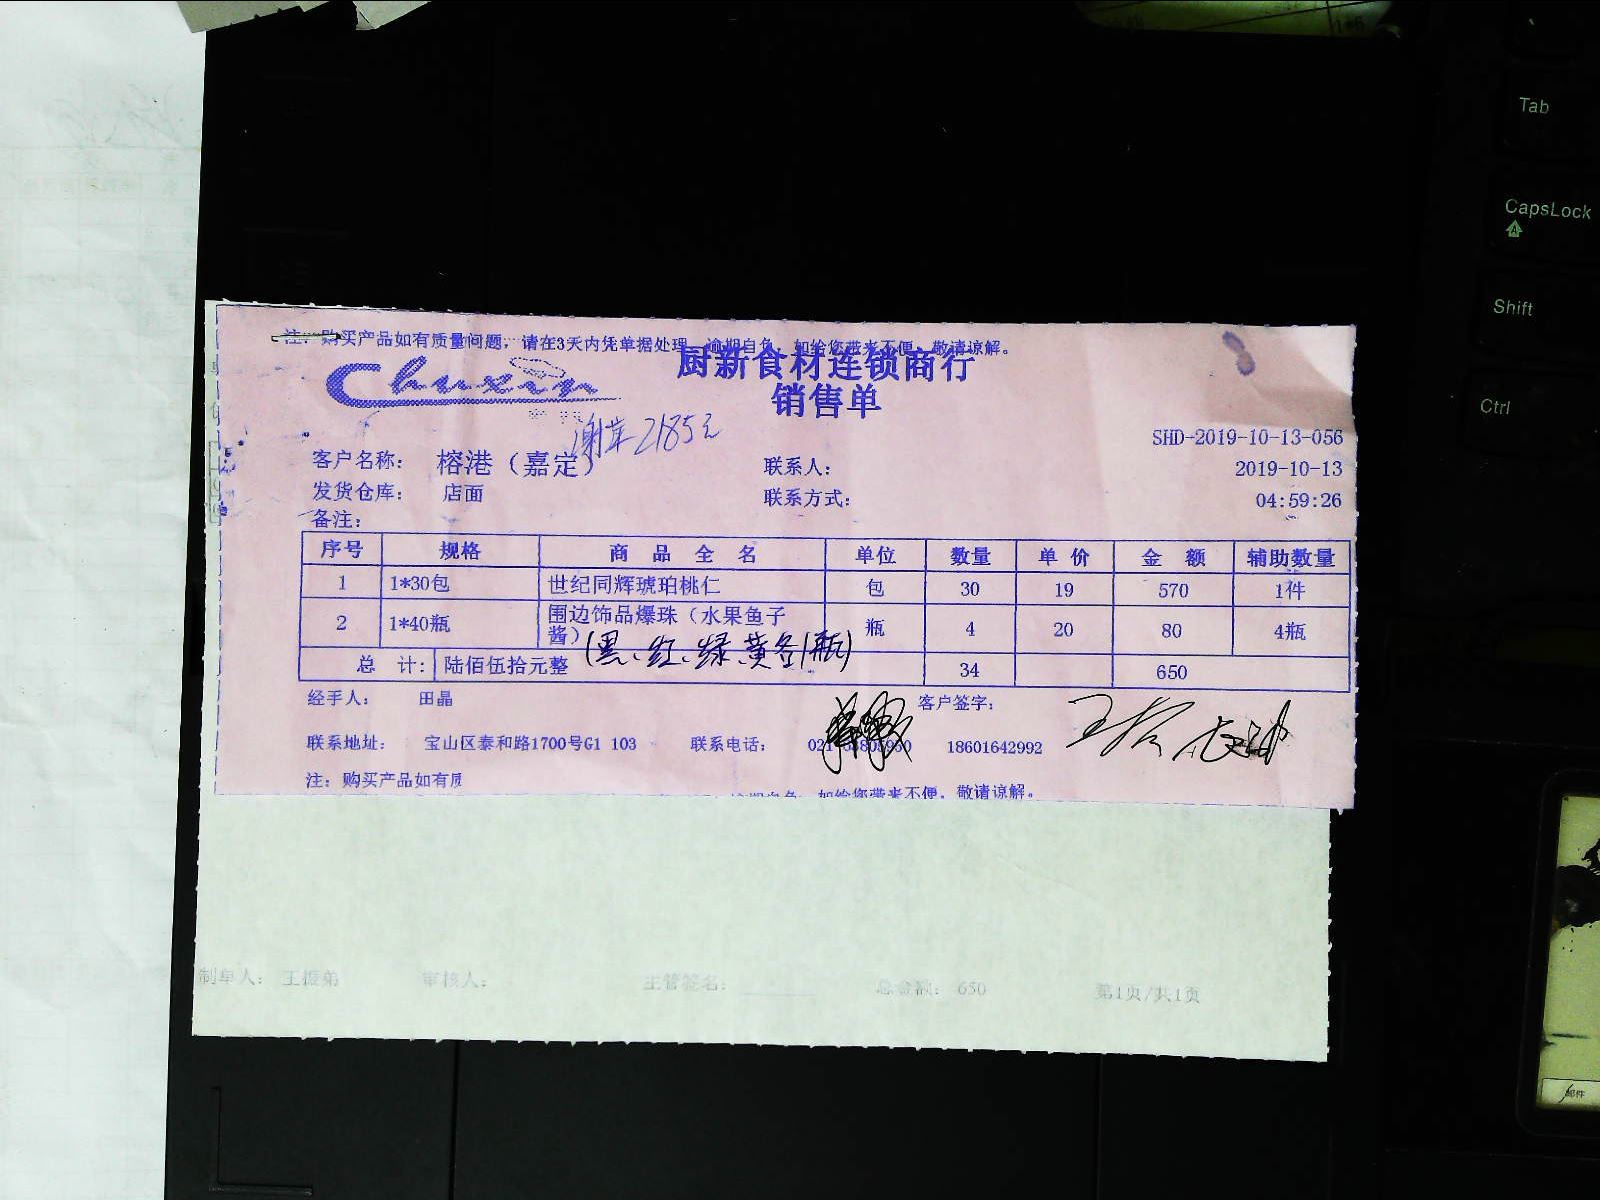 Tab
CapsLock
Shift
Ctrl
注：购买产品如有质量问题，请在3天内凭单据处理，逾期自负，如给您带来不便，敬请谅解。
Chuxin
厨新食材连锁商行
销售单
2185元
SHD-2019-10-13-056
客户名称： 榕港（嘉定） 联系人： 2019-10-13
发货仓库： 店面 联系方式： 04:59:26
备注：
序号 规格 商品全名 单位 数量 单价 金额 辅助数量
1 1*30包 世纪同辉琥珀桃仁 包 30 19 570 1件
2 1*40瓶 围边饰品爆珠（水果鱼子酱） 瓶 4 20 80 4瓶
(黑、红、绿、黄各1瓶)
总 计： 陆佰伍拾元整 34 650
经手人： 田晶 客户签字：
联系地址： 宝山区泰和路1700号G1 103 联系电话： 18601642992
注：购买产品如有质
如给您带来不便，敬请谅解。
制单人： 审核人： 主管签名： 总金额： 650 第1页/共1页
邮件